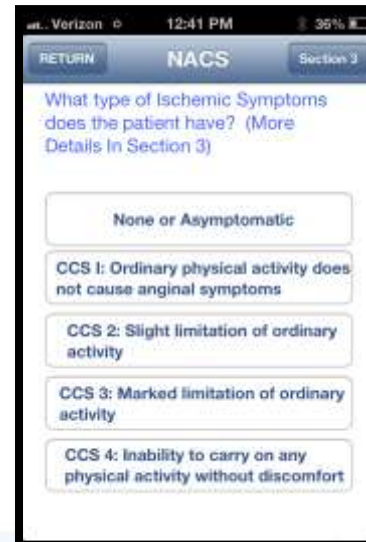 Verizon 12:41 PM 36%
RETURN NACS Section 3
What type of Ischemic Symptoms
does the patient have? (More
Details In Section 3)
None or Asymptomatic
CCS I: Ordinary physical activity does
not cause anginal symptoms
CCS 2: Slight limitation of ordinary
activity
CCS 3: Marked limitation of ordinary
activity
CCS 4: Inability to carry on any
physical activity without discomfort